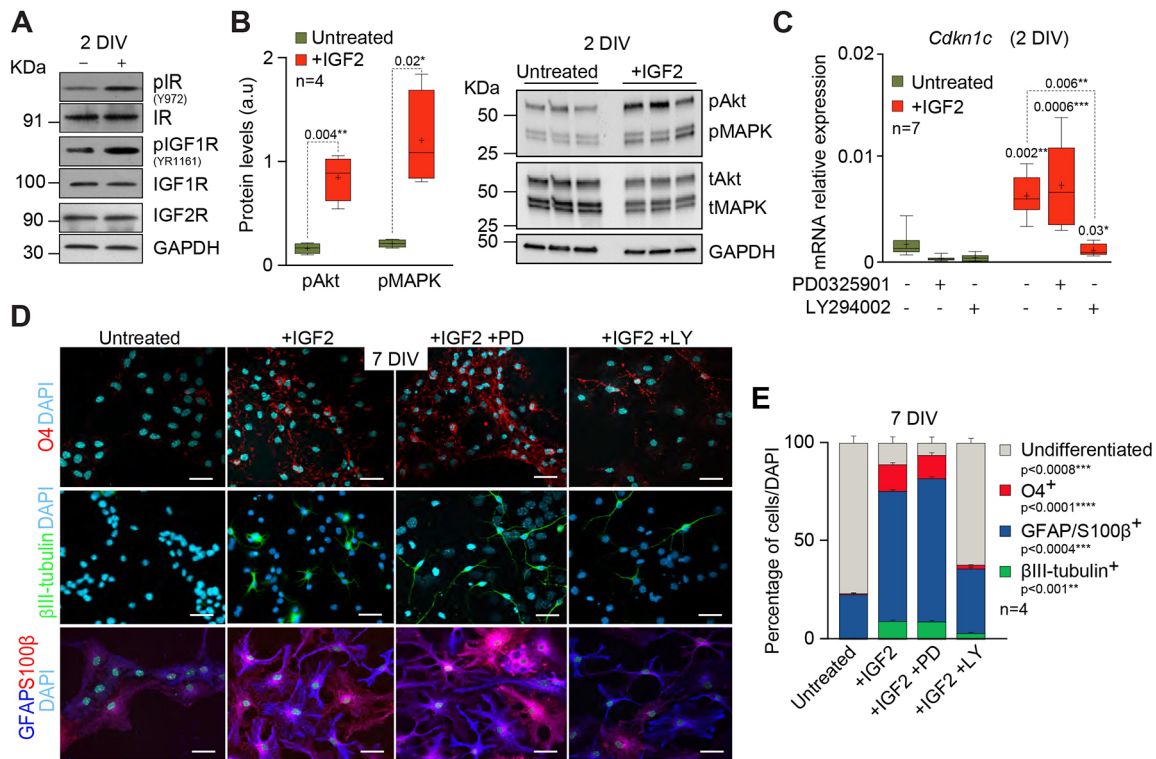 A
2 DIV
KDa
- +
pIR
(Y972)
91
IR
pIGF1R
(YR1161)
100
IGF1R
90
IGF2R
30
GAPDH
B
Untreated
+IGF2
n=4
Protein levels (a.u)
2
1
0
0.004**
0.02*
pAkt
pMAPK
2 DIV
Untreated
+IGF2
KDa
50
25
pAkt
pMAPK
50
25
tAkt
tMAPK
50
GAPDH
C
Cdkn1c (2 DIV)
Untreated
+IGF2
n=7
mRNA relative expression
0.02
0.01
0
0.006**
0.0006***
0.002**
0.03*
PD0325901 - + - - + -
LY294002 - - + - - +
D
Untreated
+IGF2
+IGF2 +PD
+IGF2 +LY
7 DIV
O4 DAPI
βIII-tubulin DAPI
GFAP S100β
DAPI
E
7 DIV
Percentage of cells/DAPI
100
50
0
Untreated
+IGF2
+IGF2 +PD
+IGF2 +LY
Undifferentiated
p<0.0008***
O4+
p<0.0001****
GFAP/S100β+
p<0.0004***
βIII-tubulin+
p<0.001**
n=4